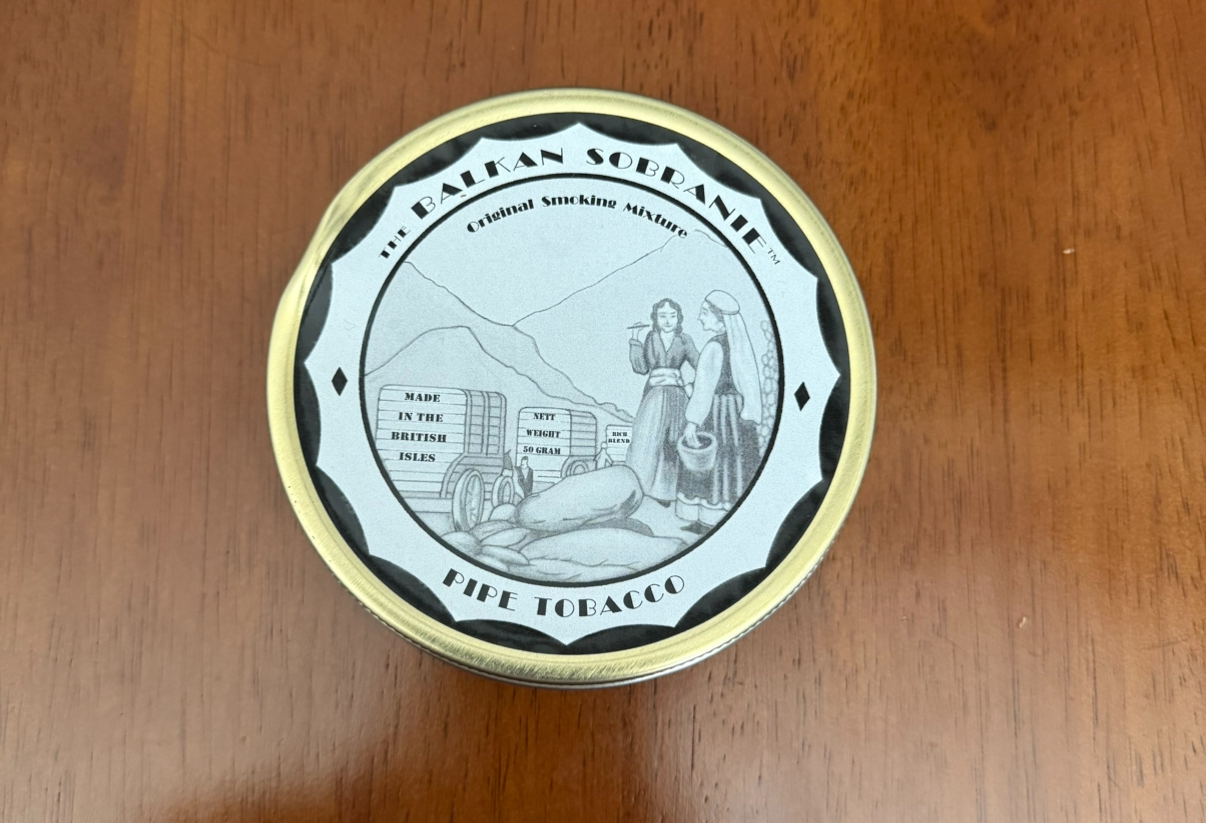 THE BALKAN SOBRANIE™
Original Smoking Mixture
MADE
IN THE
BRITISH
ISLES
NETT
WEIGHT
50 GRAM
RICH
BLEND
PIPE TOBACCO